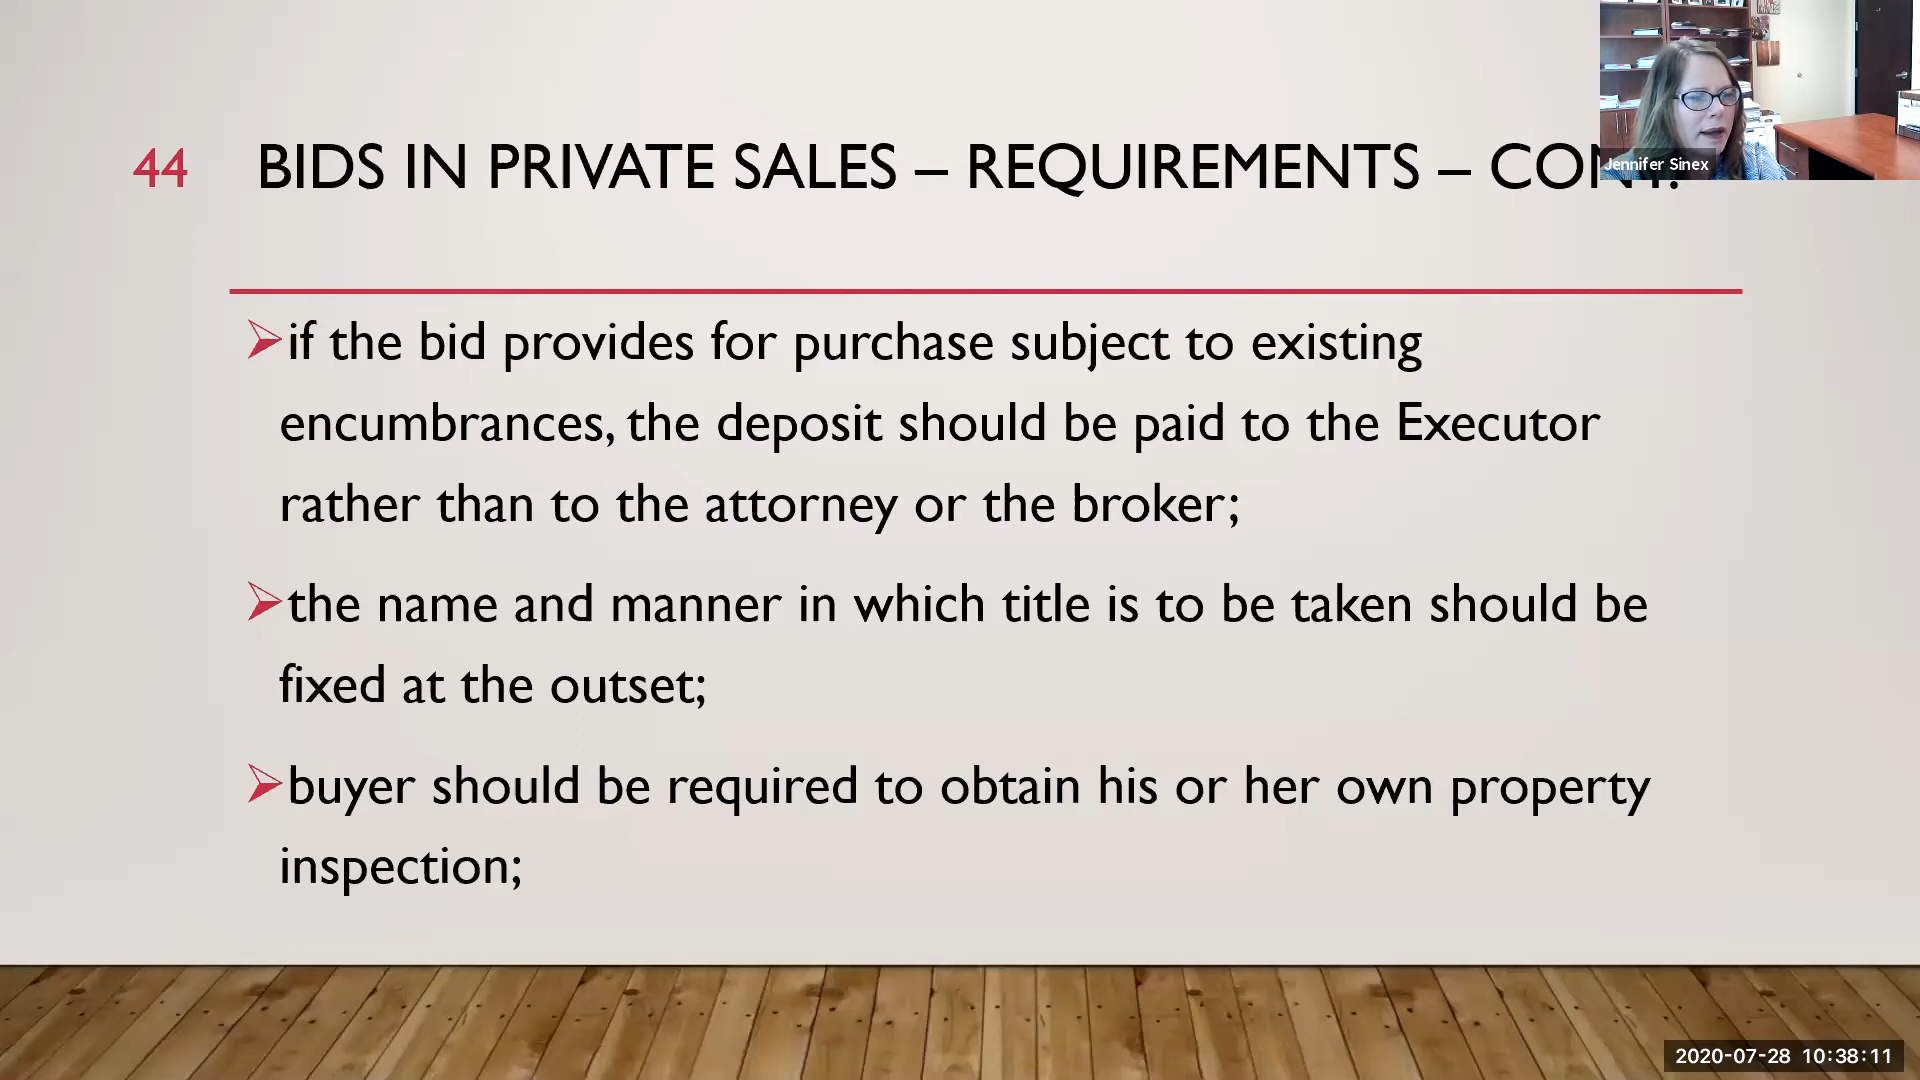 44
BIDS IN PRIVATE SALES – REQUIREMENTS – CONT.
Jennifer Sinex
if the bid provides for purchase subject to existing
encumbrances, the deposit should be paid to the Executor
rather than to the attorney or the broker;
the name and manner in which title is to be taken should be
fixed at the outset;
buyer should be required to obtain his or her own property
inspection;
2020-07-28 10:38:11